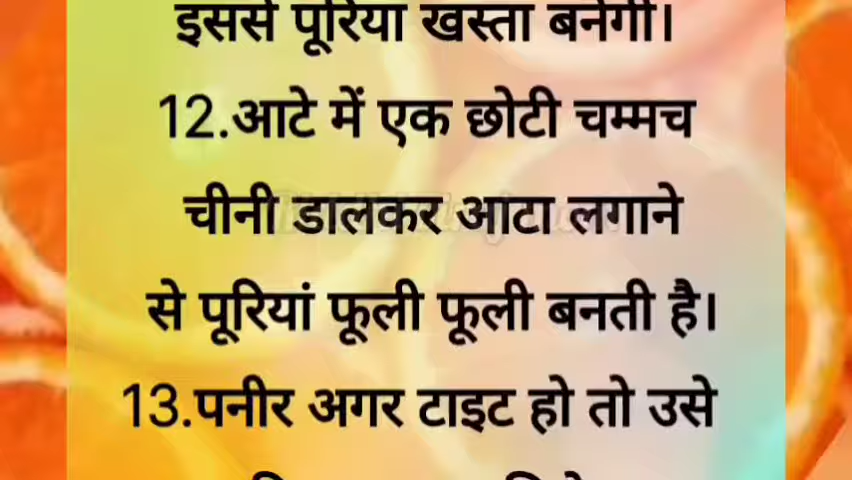 इससे पूरिया खस्ता बनेगी।
12.आटे में एक छोटी चम्मच
चीनी डालकर आटा लगाने
से पूरियां फूली फूली बनती है।
13.पनीर अगर टाइट हो तो उसे